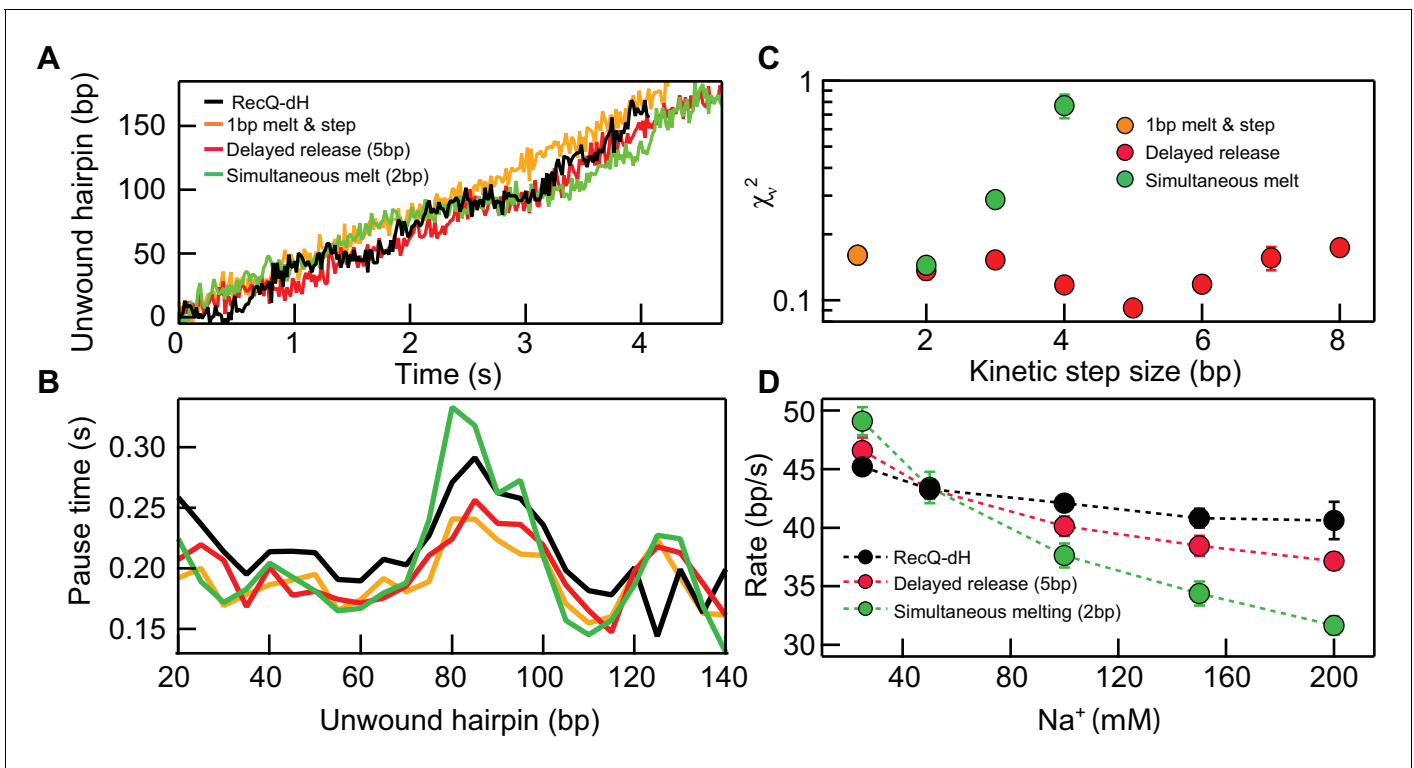 A
Unwound hairpin (bp)
150
100
50
0
RecQ-dH
1bp melt & step
Delayed release (5bp)
Simultaneous melt (2bp)
0 1 2 3 4
Time (s)
B
Pause time (s)
0.30
0.25
0.20
0.15
20 40 60 80 100 120 140
Unwound hairpin (bp)
C
χᵥ²
1
0.1
1bp melt & step
Delayed release
Simultaneous melt
2 4 6 8
Kinetic step size (bp)
D
Rate (bp/s)
50
45
40
35
30
RecQ-dH
Delayed release (5bp)
Simultaneous melting (2bp)
40 80 120 160 200
Na⁺ (mM)